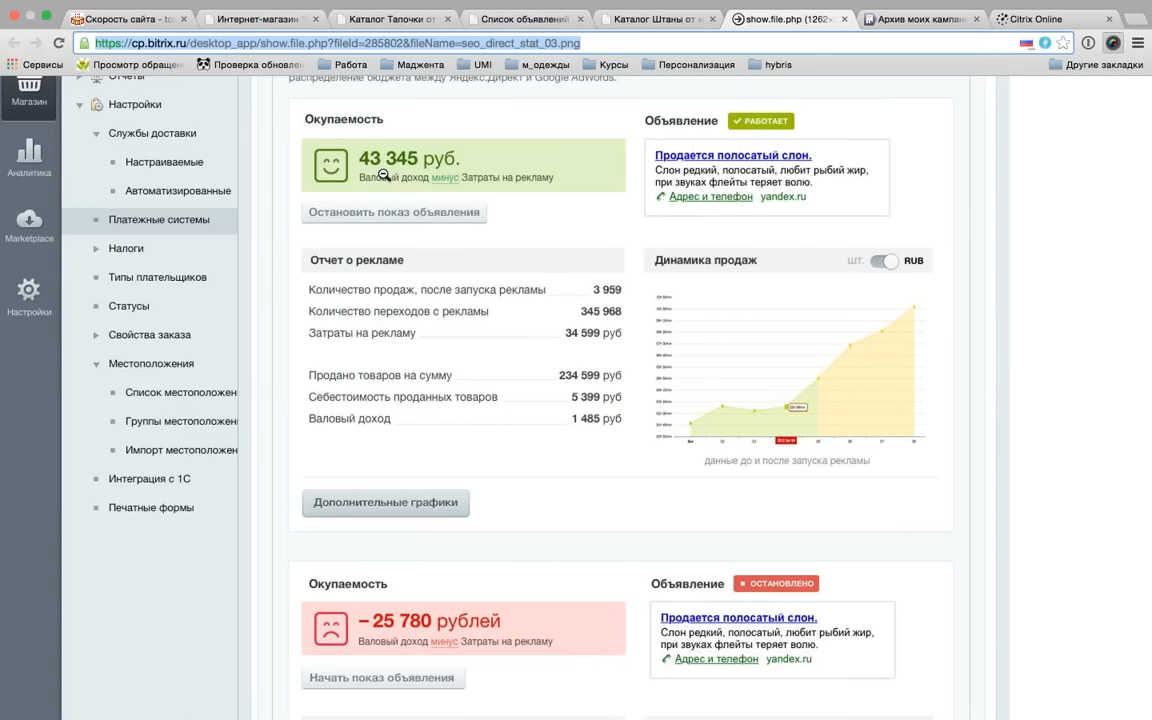 Скорость сайта - то
Интернет-магазин "
Каталог Тапочки от
Список объявлений
Каталог Штаны от м
show.file.php (1262×
Архив моих кампан
Citrix Online
https://cp.bitrix.ru/desktop_app/show.file.php?fileId=285802&fileName=seo_direct_stat_03.png
Сервисы
Просмотр обращен
Проверка обновлен
Работа
Маджента
UMI
м_одежды
Курсы
Персонализация
hybris
Другие закладки
Магазин
Аналитика
Marketplace
Настройки
Отчеты
Настройки
Службы доставки
Настраиваемые
Автоматизированные
Платежные системы
Налоги
Типы плательщиков
Статусы
Свойства заказа
Местоположения
Список местоположен
Группы местоположен
Импорт местоположен
Интеграция с 1С
Печатные формы
распределение бюджета между Яндекс.Директ и Google AdWords.
Окупаемость
43 345 руб.
Валовый доход минус Затраты на рекламу
Остановить показ объявления
Объявление РАБОТАЕТ
Продается полосатый слон.
Слон редкий, полосатый, любит рыбий жир,
при звуках флейты теряет волю.
Адрес и телефон yandex.ru
Отчет о рекламе
Количество продаж, после запуска рекламы 3 959
Количество переходов с рекламы 345 968
Затраты на рекламу 34 599 руб
Продано товаров на сумму 234 599 руб
Себестоимость проданных товаров 5 399 руб
Валовый доход 1 485 руб
Динамика продаж ШТ. RUB
данные до и после запуска рекламы
Дополнительные графики
Окупаемость
– 25 780 рублей
Валовый доход минус Затраты на рекламу
Начать показ объявления
Объявление ОСТАНОВЛЕНО
Продается полосатый слон.
Слон редкий, полосатый, любит рыбий жир,
при звуках флейты теряет волю.
Адрес и телефон yandex.ru